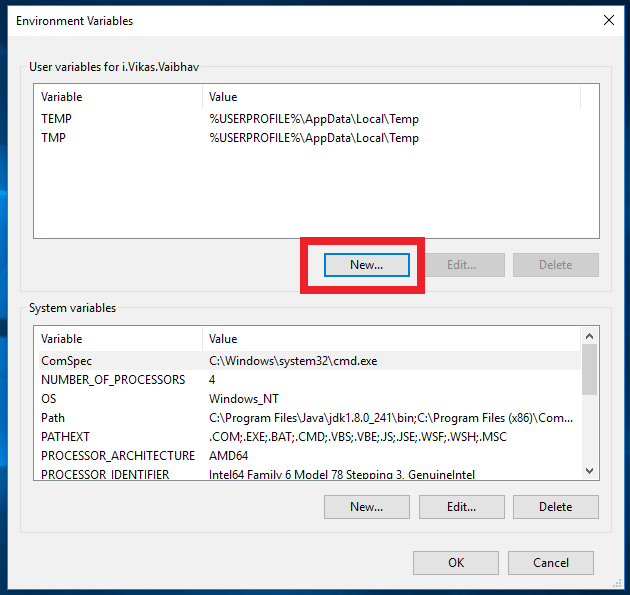 Environment Variables
User variables for i.Vikas.Vaibhav
Variable Value
TEMP %USERPROFILE%\AppData\Local\Temp
TMP %USERPROFILE%\AppData\Local\Temp
New... Edit... Delete
System variables
Variable Value
ComSpec C:\Windows\system32\cmd.exe
NUMBER_OF_PROCESSORS 4
OS Windows_NT
Path C:\Program Files\Java\jdk1.8.0_241\bin;C:\Program Files (x86)\Com...
PATHEXT .COM;.EXE;.BAT;.CMD;.VBS;.VBE;.JS;.JSE;.WSF;.WSH;.MSC
PROCESSOR_ARCHITECTURE AMD64
PROCESSOR_IDENTIFIER Intel64 Family 6 Model 78 Stepping 3, GenuineIntel
New... Edit... Delete
OK Cancel